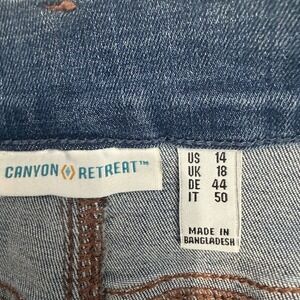 CANYON RETREAT™
US 14
UK 18
DE 44
IT 50
MADE IN
BANGLADESH